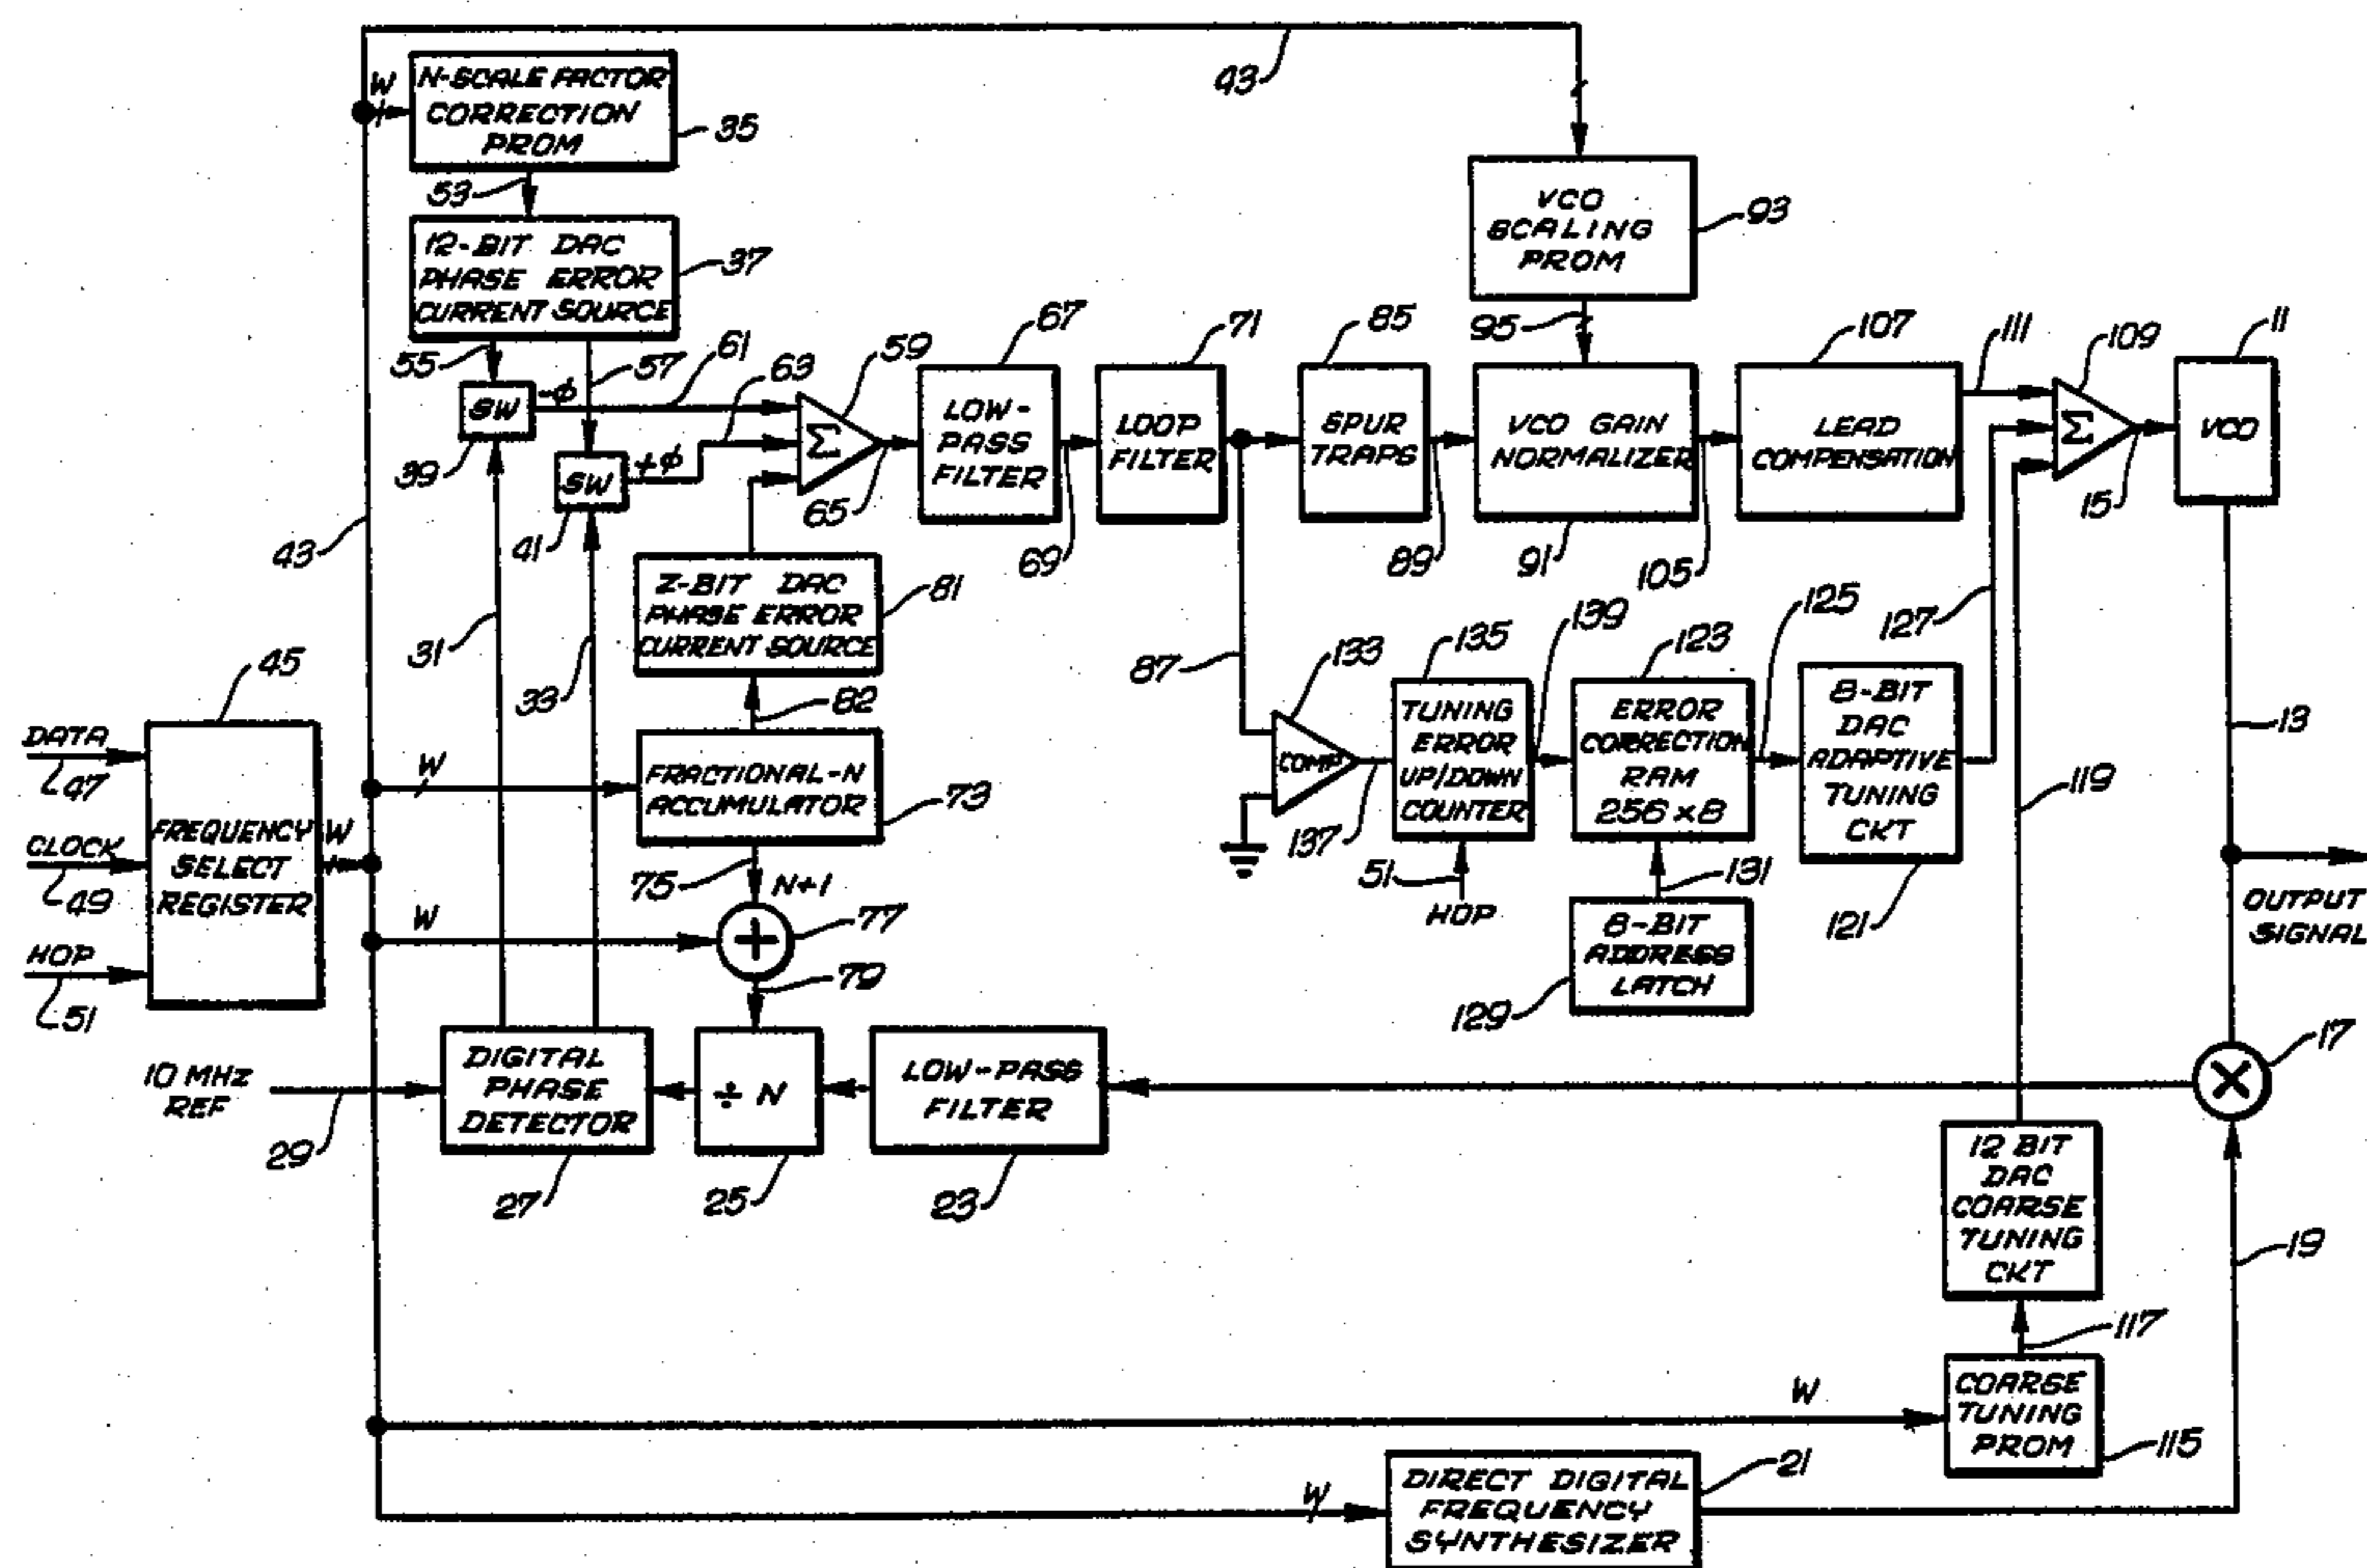 43
W
N-SCALE FACTOR
CORRECTION
PROM
35
53
12-BIT DAC
PHASE ERROR
CURRENT SOURCE
37
55
57
61
63
SW
-φ
39
SW
+φ
41
Σ
59
65
LOW-
PASS
FILTER
67
69
LOOP
FILTER
71
SPUR
TRAPS
85
89
VCO
SCALING
PROM
93
95
VCO GAIN
NORMALIZER
91
105
LEAD
COMPENSATION
107
111
Σ
109
15
VCO
11
13
43
31
33
2-BIT DAC
PHASE ERROR
CURRENT SOURCE
81
82
87
COMP
133
137
TUNING
ERROR
UP/DOWN
COUNTER
135
139
51
HOP
ERROR
CORRECTION
RAM
256 x 8
123
125
131
8-BIT
DAC
ADAPTIVE
TUNING
CKT
121
127
119
8-BIT
ADDRESS
LATCH
129
45
DATA
47
CLOCK
49
HOP
51
FREQUENCY
SELECT
REGISTER
W
W
FRACTIONAL-N
ACCUMULATOR
73
75
N+1
W
+
77
79
OUTPUT
SIGNAL
10 MHZ
REF
29
DIGITAL
PHASE
DETECTOR
27
÷ N
25
LOW-PASS
FILTER
23
17
12 BIT
DAC
COARSE
TUNING
CKT
19
117
W
COARSE
TUNING
PROM
115
W
DIRECT DIGITAL
FREQUENCY
SYNTHESIZER
21